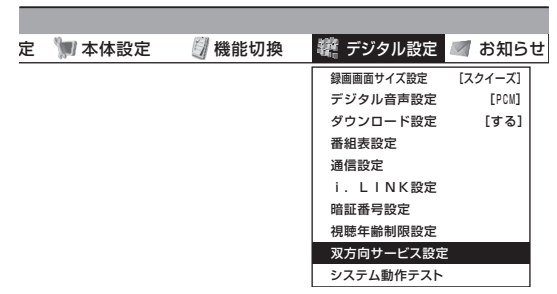 定 本体設定 機能切換 デジタル設定 お知らせ
録画画面サイズ設定 [スクイーズ]
デジタル音声設定 [PCM]
ダウンロード設定 [する]
番組表設定
通信設定
i．LINK設定
暗証番号設定
視聴年齢制限設定
双方向サービス設定
システム動作テスト